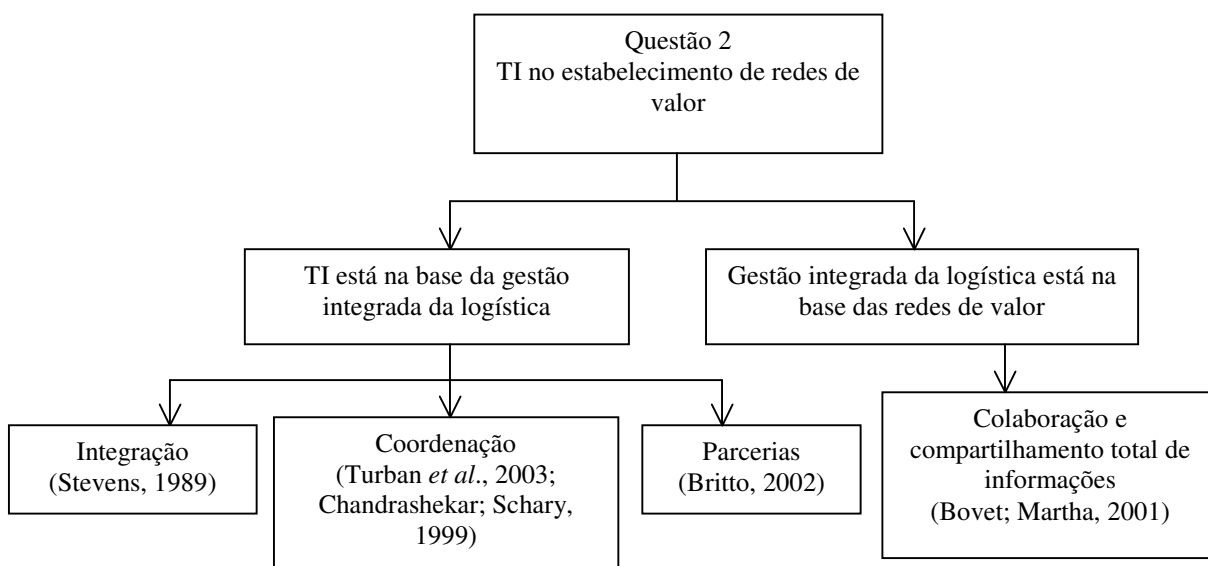 Questão 2
TI no estabelecimento de redes de
valor
TI está na base da gestão
integrada da logística
Gestão integrada da logística está na
base das redes de valor
Integração
(Stevens, 1989)
Coordenação
(Turban et al., 2003;
Chandrashekar; Schary,
1999)
Parcerias
(Britto, 2002)
Colaboração e
compartilhamento total de
informações
(Bovet; Martha, 2001)